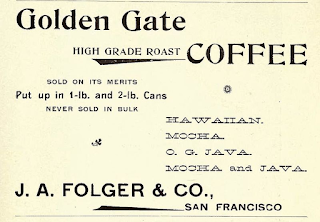 Golden Gate
HIGH GRADE ROAST COFFEE
SOLD ON ITS MERITS
Put up in 1-lb. and 2-lb. Cans
NEVER SOLD IN BULK
HAWAIIAN.
MOCHA.
O. G. JAVA.
MOCHA and JAVA.
J. A. FOLGER & CO.,
SAN FRANCISCO